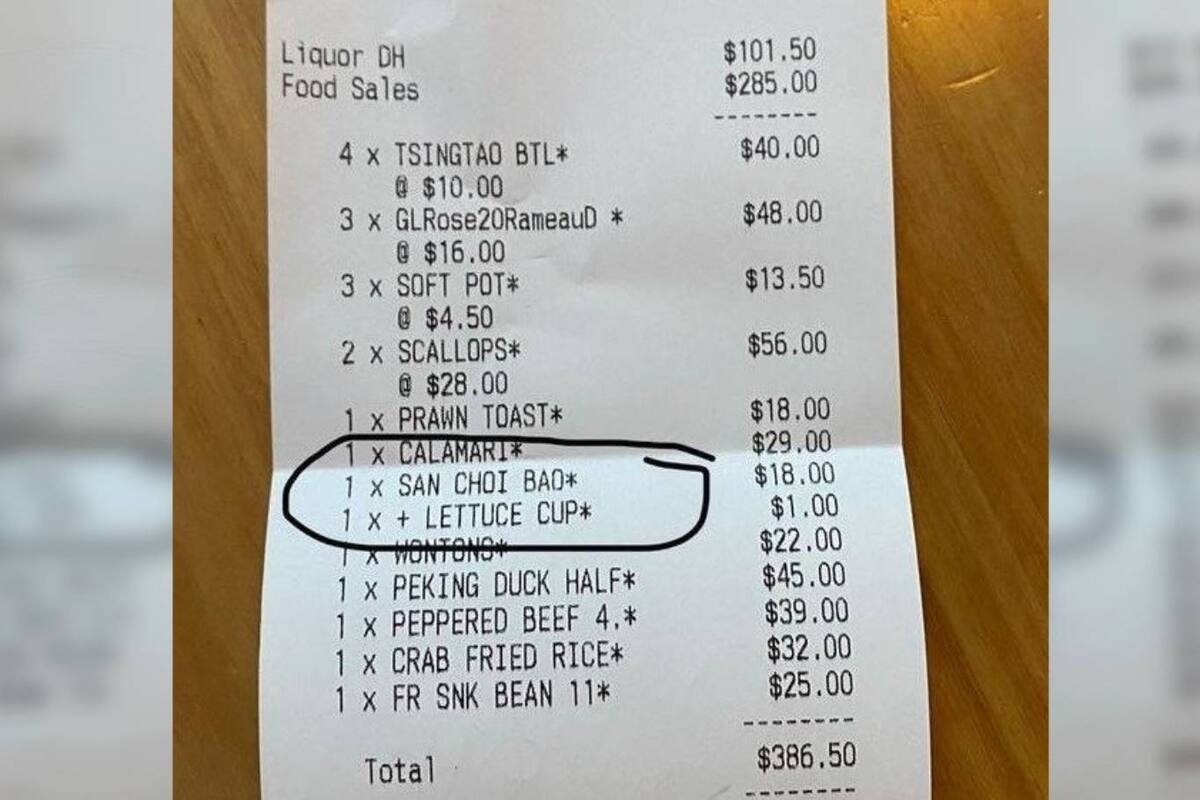 Liquor DH $101.50
Food Sales $285.00
--------
4 x TSINGTAO BTL* $40.00
@ $10.00
3 x GLRose20RameauD * $48.00
@ $16.00
3 x SOFT POT* $13.50
@ $4.50
2 x SCALLOPS* $56.00
@ $28.00
1 x PRAWN TOAST* $18.00
1 x CALAMARI* $29.00
1 x SAN CHOI BAO* $18.00
1 x + LETTUCE CUP* $1.00
1 x WONTONS* $22.00
1 x PEKING DUCK HALF* $45.00
1 x PEPPERED BEEF 4.* $39.00
1 x CRAB FRIED RICE* $32.00
1 x FR SNK BEAN 11* $25.00
--------
Total $386.50
--------